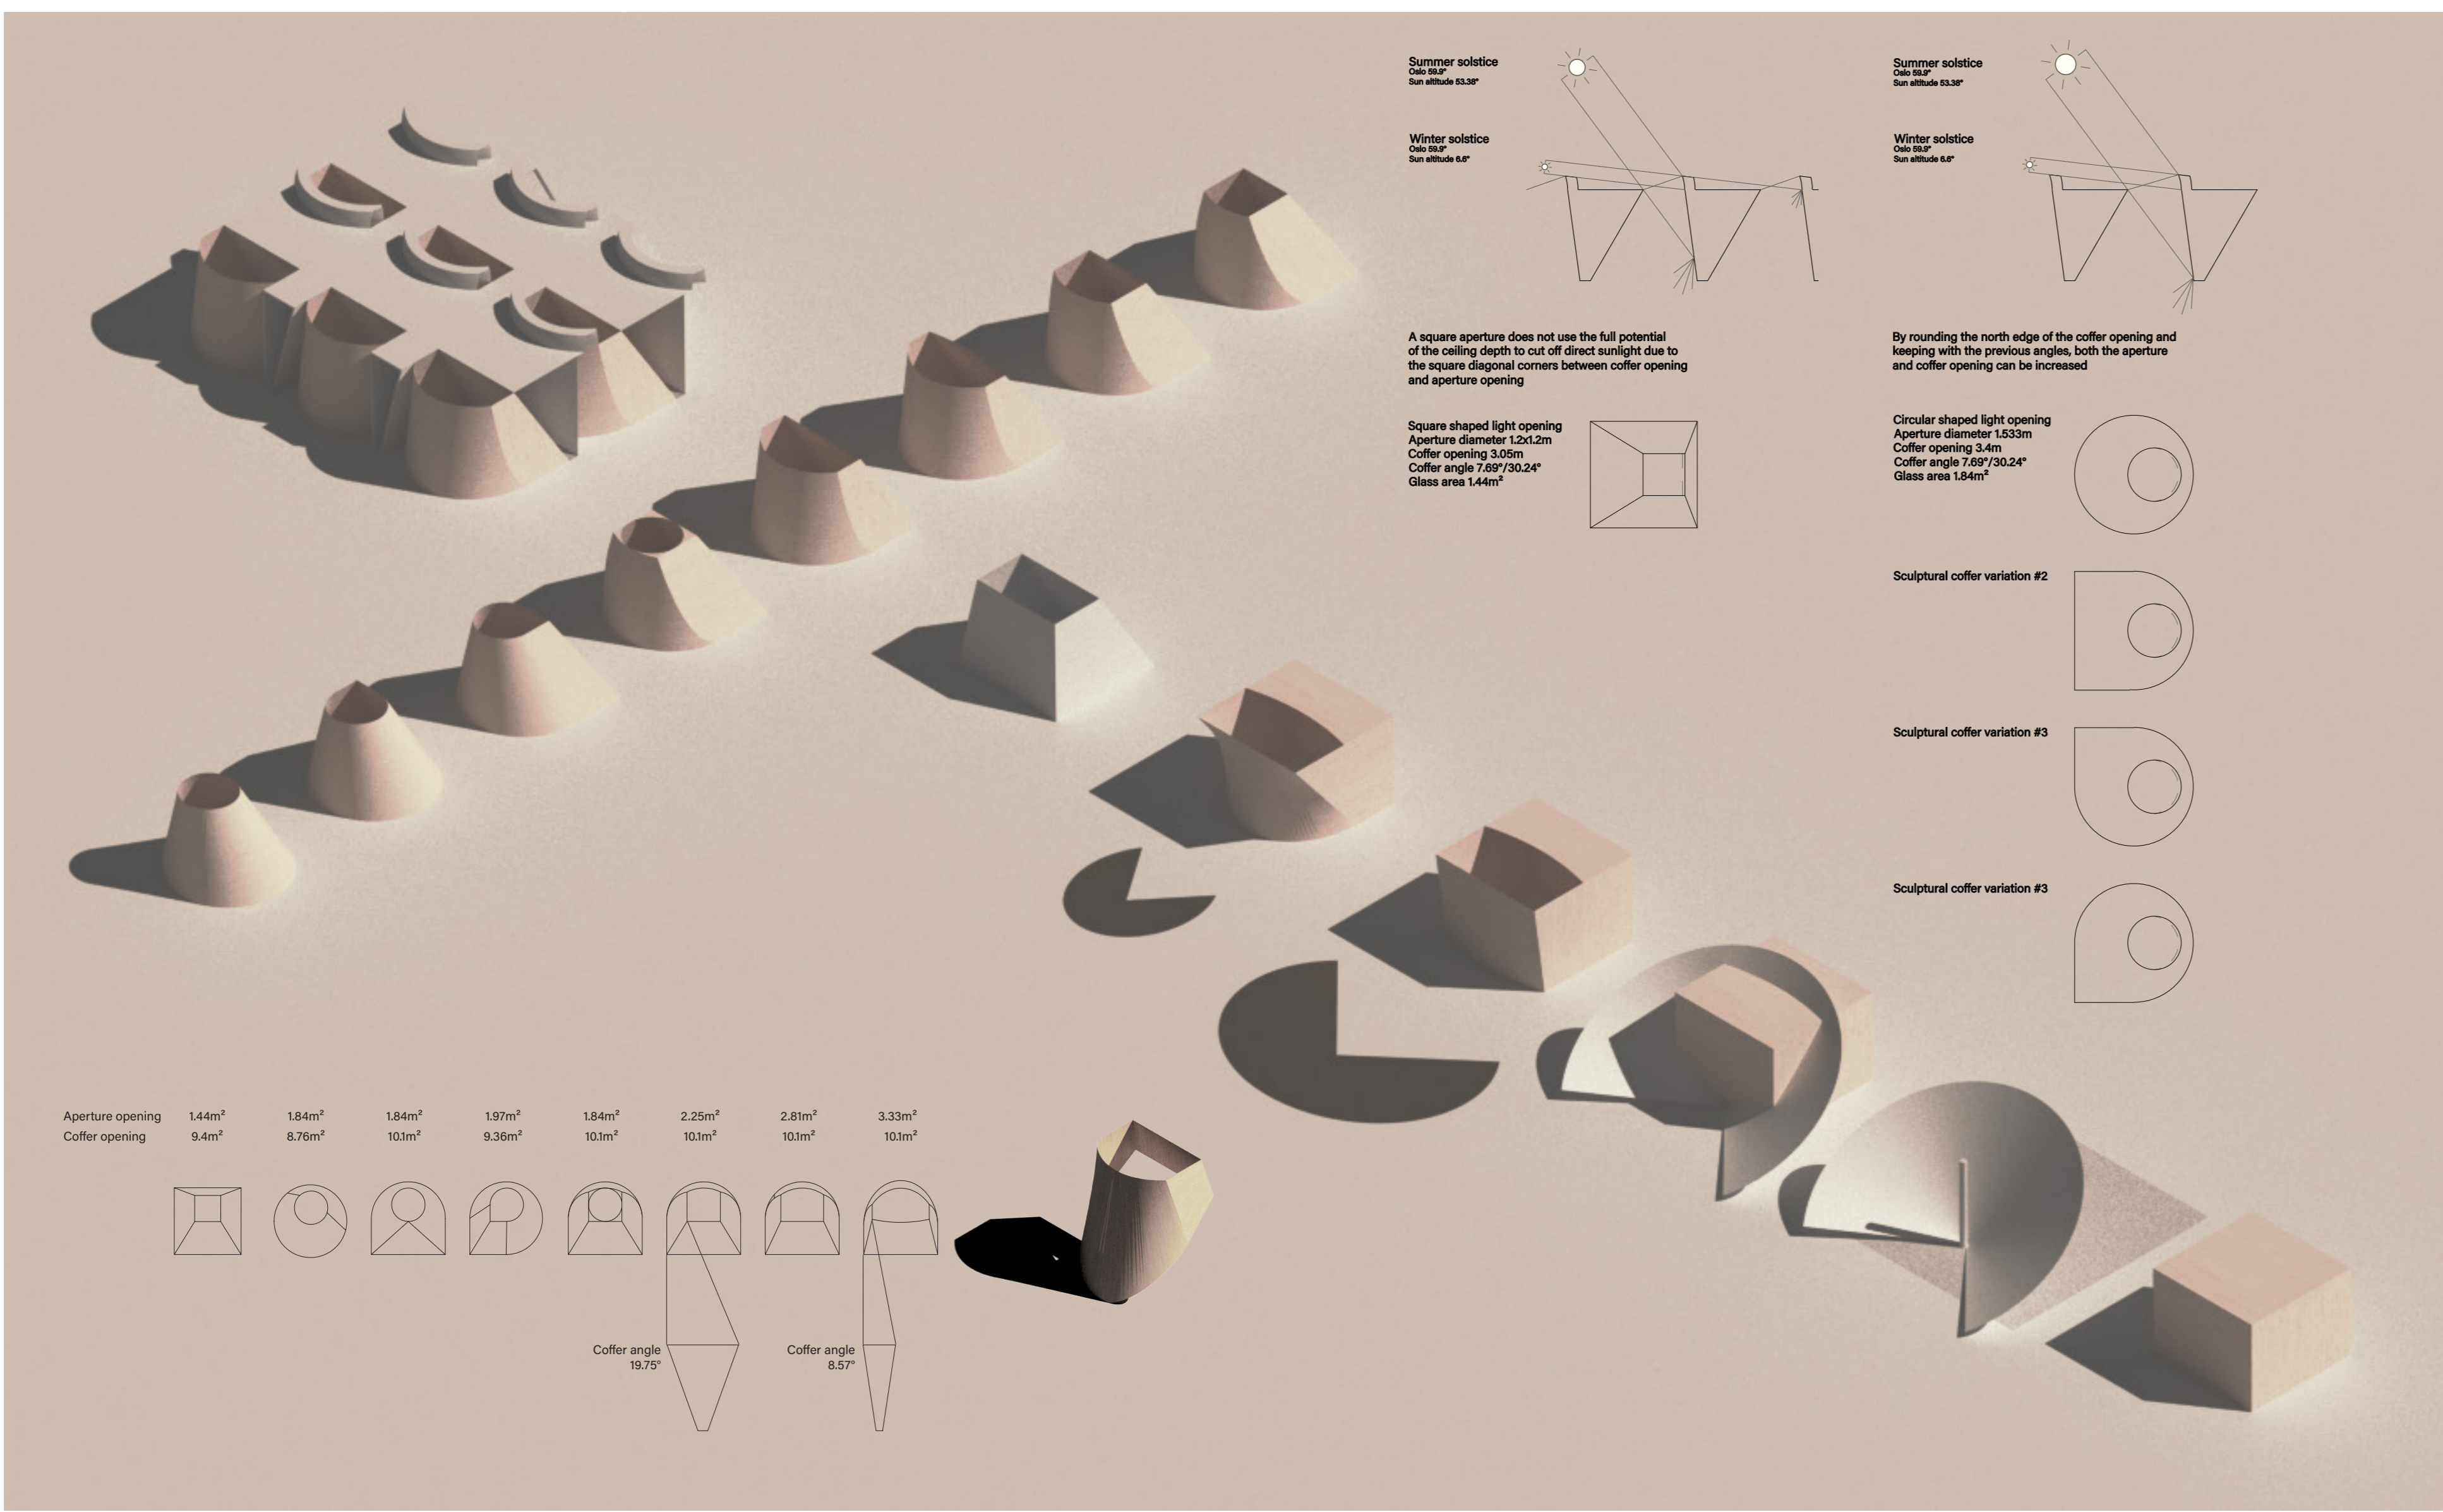 Summer solstice
Oslo 59.9°
Sun altitude 53.38°
Winter solstice
Oslo 59.9°
Sun altitude 6.6°
A square aperture does not use the full potential
of the ceiling depth to cut off direct sunlight due to
the square diagonal corners between coffer opening
and aperture opening
Square shaped light opening
Aperture diameter 1.2x1.2m
Coffer opening 3.05m
Coffer angle 7.69°/30.24°
Glass area 1.44m²
Summer solstice
Oslo 59.9°
Sun altitude 53.38°
Winter solstice
Oslo 59.9°
Sun altitude 6.6°
By rounding the north edge of the coffer opening and
keeping with the previous angles, both the aperture
and coffer opening can be increased
Circular shaped light opening
Aperture diameter 1.533m
Coffer opening 3.4m
Coffer angle 7.69°/30.24°
Glass area 1.84m²
Sculptural coffer variation #2
Sculptural coffer variation #3
Sculptural coffer variation #3
Aperture opening 1.44m² 1.84m² 1.84m² 1.97m² 1.84m² 2.25m² 2.81m² 3.33m²
Coffer opening 9.4m² 8.76m² 10.1m² 9.36m² 10.1m² 10.1m² 10.1m² 10.1m²
Coffer angle
19.75°
Coffer angle
8.57°